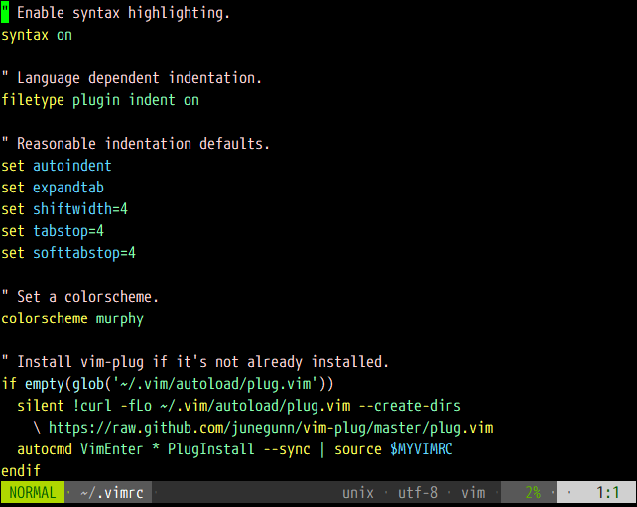 " Enable syntax highlighting.
syntax on

" Language dependent indentation.
filetype plugin indent on

" Reasonable indentation defaults.
set autoindent
set expandtab
set shiftwidth=4
set tabstop=4
set softtabstop=4

" Set a colorscheme.
colorscheme murphy

" Install vim-plug if it's not already installed.
if empty(glob('~/.vim/autoload/plug.vim'))
  silent !curl -fLo ~/.vim/autoload/plug.vim --create-dirs
    \ https://raw.github.com/junegunn/vim-plug/master/plug.vim
  autocmd VimEnter * PlugInstall --sync | source $MYVIMRC
endif
NORMAL · ~/.vimrc · unix · utf-8 · vim · 2% · · 1:1